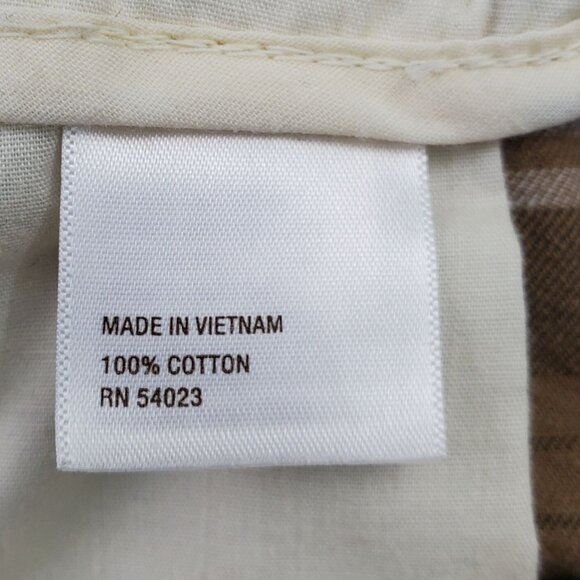 MADE IN VIETNAM
100% COTTON
RN 54023